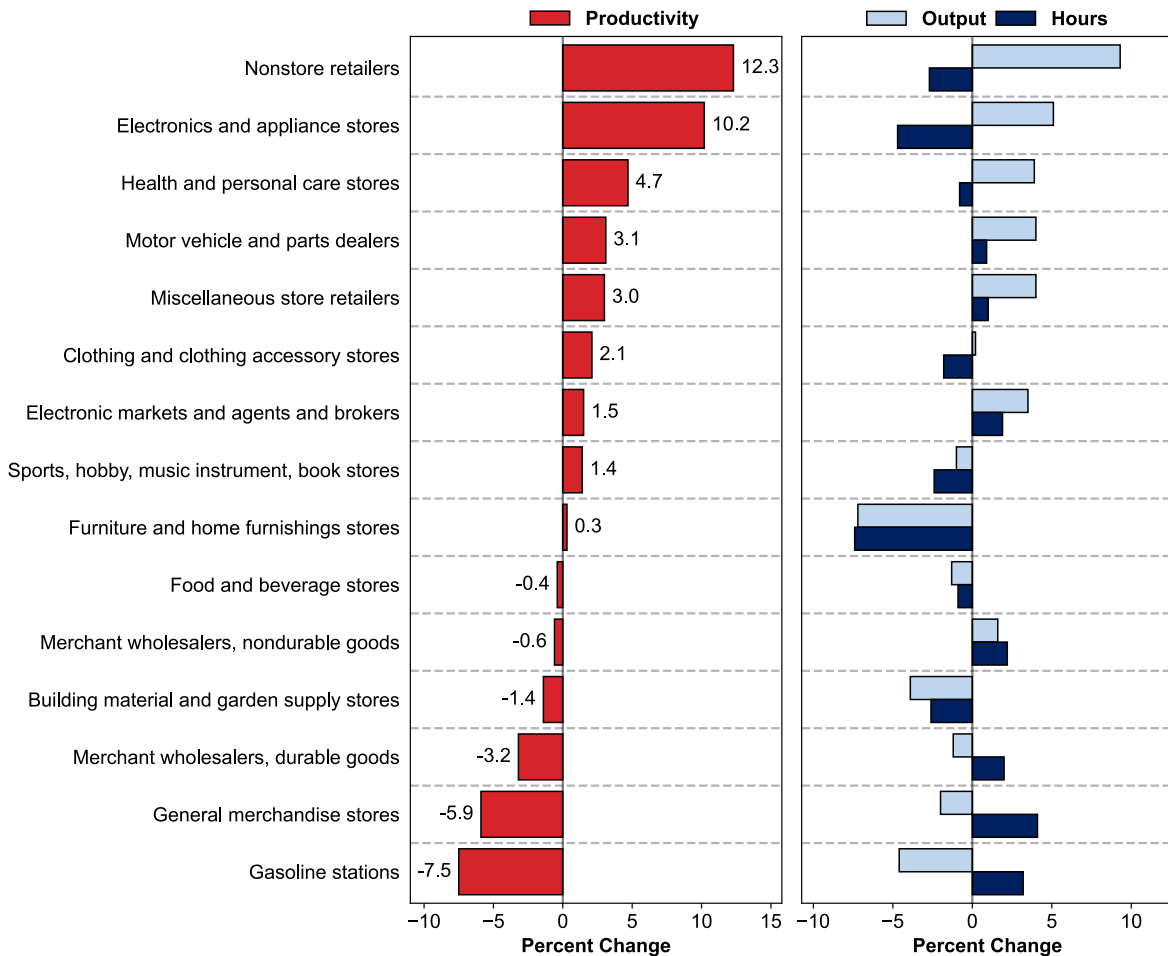 Productivity
Output Hours
Nonstore retailers 12.3
Electronics and appliance stores 10.2
Health and personal care stores 4.7
Motor vehicle and parts dealers 3.1
Miscellaneous store retailers 3.0
Clothing and clothing accessory stores 2.1
Electronic markets and agents and brokers 1.5
Sports, hobby, music instrument, book stores 1.4
Furniture and home furnishings stores 0.3
Food and beverage stores -0.4
Merchant wholesalers, nondurable goods -0.6
Building material and garden supply stores -1.4
Merchant wholesalers, durable goods -3.2
General merchandise stores -5.9
Gasoline stations -7.5
−10 −5 0 5 10 15
Percent Change
−10 −5 0 5 10
Percent Change